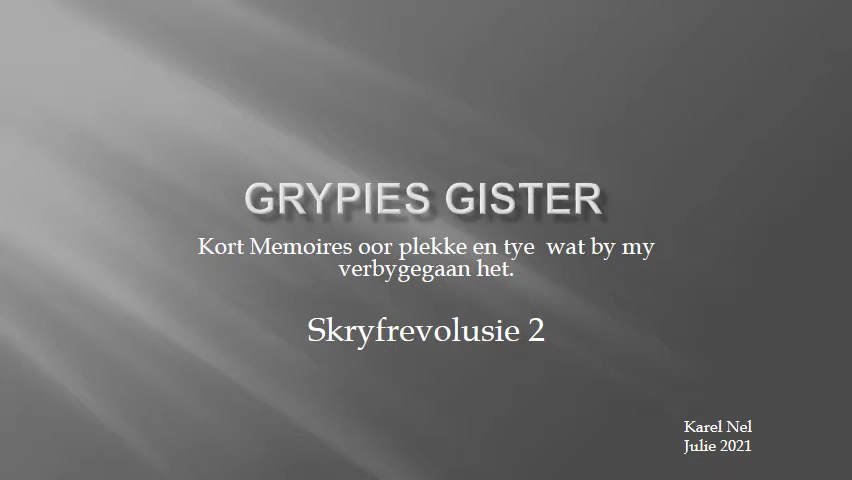 GRYPIES GISTER
Kort Memoires oor plekke en tye  wat by my
verbygegaan het.
Skryfrevolusie 2
Karel Nel
Julie 2021